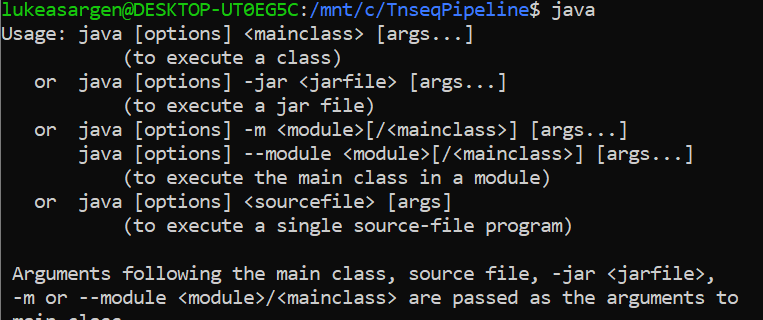 lukeasargen@DESKTOP-UT0EG5C:/mnt/c/TnseqPipeline$ java
Usage: java [options] <mainclass> [args...]
           (to execute a class)
   or  java [options] -jar <jarfile> [args...]
           (to execute a jar file)
   or  java [options] -m <module>[/<mainclass>] [args...]
       java [options] --module <module>[/<mainclass>] [args...]
           (to execute the main class in a module)
   or  java [options] <sourcefile> [args]
           (to execute a single source-file program)

 Arguments following the main class, source file, -jar <jarfile>,
 -m or --module <module>/<mainclass> are passed as the arguments to
 main class